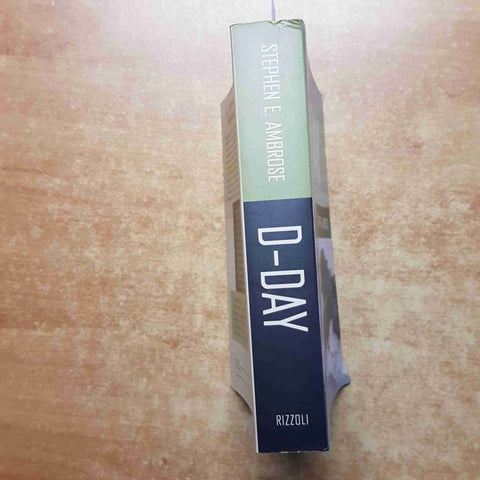 STEPHEN E. AMBROSE
D-DAY
RIZZOLI